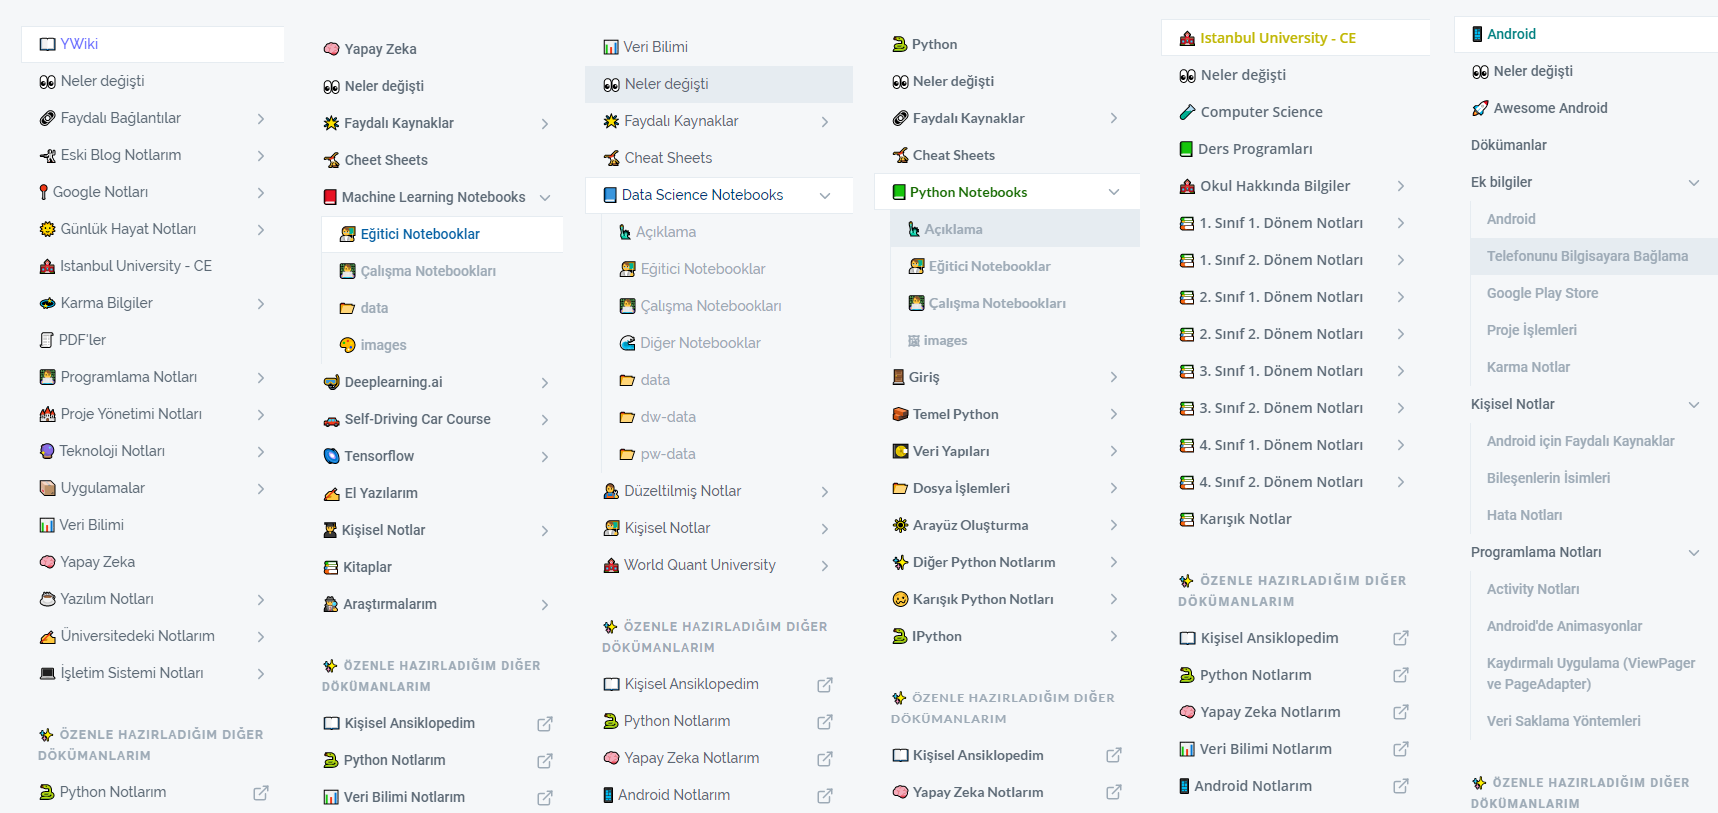 YWiki
Neler değişti
Faydalı Bağlantılar
Eski Blog Notlarım
Google Notları
Günlük Hayat Notları
Istanbul University - CE
Karma Bilgiler
PDF'ler
Programlama Notları
Proje Yönetimi Notları
Teknoloji Notları
Uygulamalar
Veri Bilimi
Yapay Zeka
Yazılım Notları
Üniversitedeki Notlarım
İşletim Sistemi Notları
ÖZENLE HAZIRLADIĞIM DIĞER
DÖKÜMANLARIM
Python Notlarım
Yapay Zeka
Neler değişti
Faydalı Kaynaklar
Cheet Sheets
Machine Learning Notebooks
Eğitici Notebooklar
Çalışma Notebookları
data
images
Deeplearning.ai
Self-Driving Car Course
Tensorflow
El Yazılarım
Kişisel Notlar
Kitaplar
Araştırmalarım
ÖZENLE HAZIRLADIĞIM DIĞER
DÖKÜMANLARIM
Kişisel Ansiklopedim
Python Notlarım
Veri Bilimi Notlarım
Veri Bilimi
Neler değişti
Faydalı Kaynaklar
Cheat Sheets
Data Science Notebooks
Açıklama
Eğitici Notebooklar
Çalışma Notebookları
Diğer Notebooklar
data
dw-data
pw-data
Düzeltilmiş Notlar
Kişisel Notlar
World Quant University
ÖZENLE HAZIRLADIĞIM DIĞER
DÖKÜMANLARIM
Kişisel Ansiklopedim
Python Notlarım
Yapay Zeka Notlarım
Android Notlarım
Python
Neler değişti
Faydalı Kaynaklar
Cheat Sheets
Python Notebooks
Açıklama
Eğitici Notebooklar
Çalışma Notebookları
images
Giriş
Temel Python
Veri Yapıları
Dosya İşlemleri
Arayüz Oluşturma
Diğer Python Notlarım
Karışık Python Notları
IPython
ÖZENLE HAZIRLADIĞIM DIĞER
DÖKÜMANLARIM
Kişisel Ansiklopedim
Yapay Zeka Notlarım
Istanbul University - CE
Neler değişti
Computer Science
Ders Programları
Okul Hakkında Bilgiler
1. Sınıf 1. Dönem Notları
1. Sınıf 2. Dönem Notları
2. Sınıf 1. Dönem Notları
2. Sınıf 2. Dönem Notları
3. Sınıf 1. Dönem Notları
3. Sınıf 2. Dönem Notları
4. Sınıf 1. Dönem Notları
4. Sınıf 2. Dönem Notları
Karışık Notlar
ÖZENLE HAZIRLADIĞIM DIĞER
DÖKÜMANLARIM
Kişisel Ansiklopedim
Python Notlarım
Yapay Zeka Notlarım
Veri Bilimi Notlarım
Android Notlarım
Android
Neler değişti
Awesome Android
Dökümanlar
Ek bilgiler
Android
Telefonunu Bilgisayara Bağlama
Google Play Store
Proje İşlemleri
Karma Notlar
Kişisel Notlar
Android için Faydalı Kaynaklar
Bileşenlerin İsimleri
Hata Notları
Programlama Notları
Activity Notları
Android'de Animasyonlar
Kaydırmalı Uygulama (ViewPager
ve PageAdapter)
Veri Saklama Yöntemleri
ÖZENLE HAZIRLADIĞIM DIĞER
DÖKÜMANLARIM